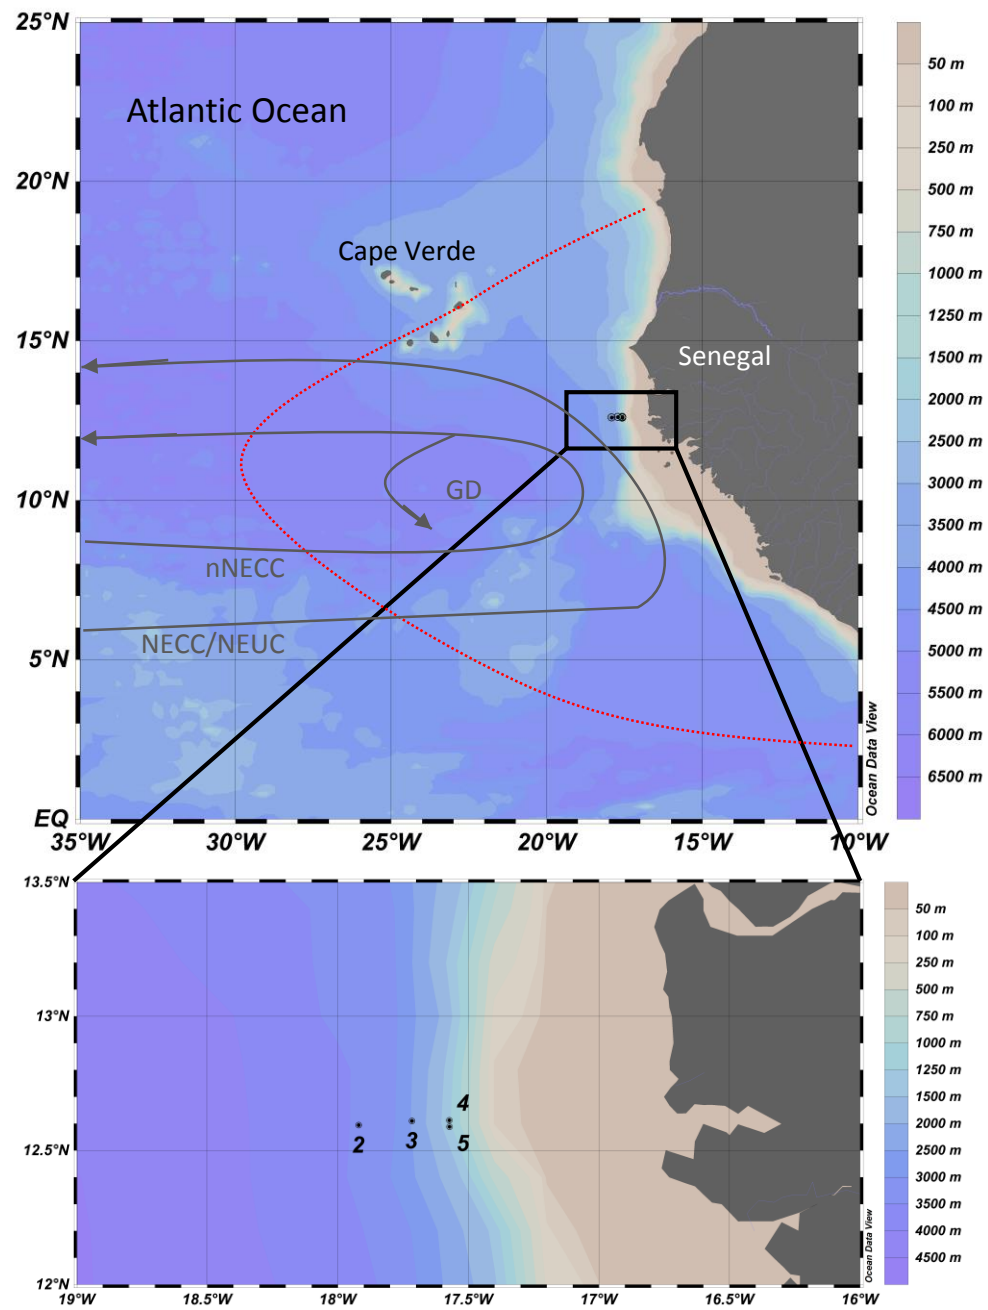 25°N
20°N
15°N
10°N
5°N
EQ
35°W
30°W
25°W
20°W
15°W
10°W
Atlantic Ocean
Cape Verde
Senegal
GD
nNECC
NECC/NEUC
Ocean Data View
50 m
100 m
250 m
500 m
750 m
1000 m
1250 m
1500 m
2000 m
2500 m
3000 m
3500 m
4000 m
4500 m
5000 m
5500 m
6000 m
6500 m
13.5°N
13°N
12.5°N
12°N
19°W
18.5°W
18°W
17.5°W
17°W
16.5°W
16°W
2
3
4
5
Ocean Data View
50 m
100 m
250 m
500 m
750 m
1000 m
1250 m
1500 m
2000 m
2500 m
3000 m
3500 m
4000 m
4500 m